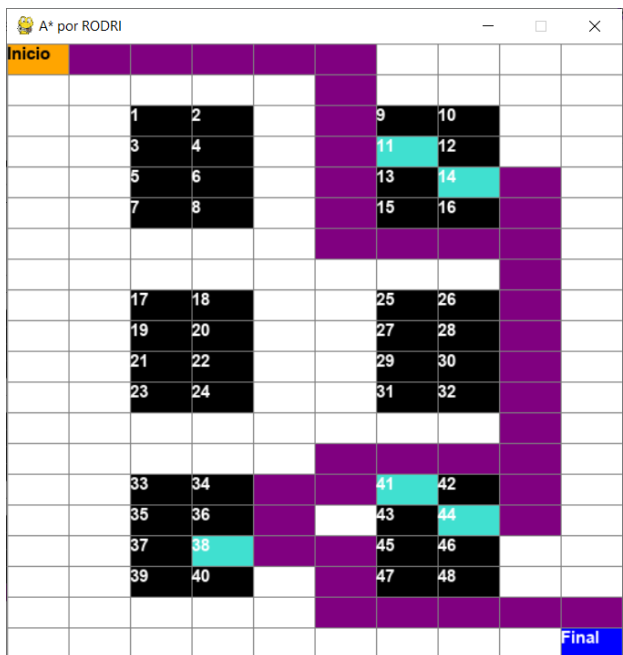 A* por RODRI
Inicio
1 2 9 10
3 4 11 12
5 6 13 14
7 8 15 16
17 18 25 26
19 20 27 28
21 22 29 30
23 24 31 32
33 34 41 42
35 36 43 44
37 38 45 46
39 40 47 48
Final